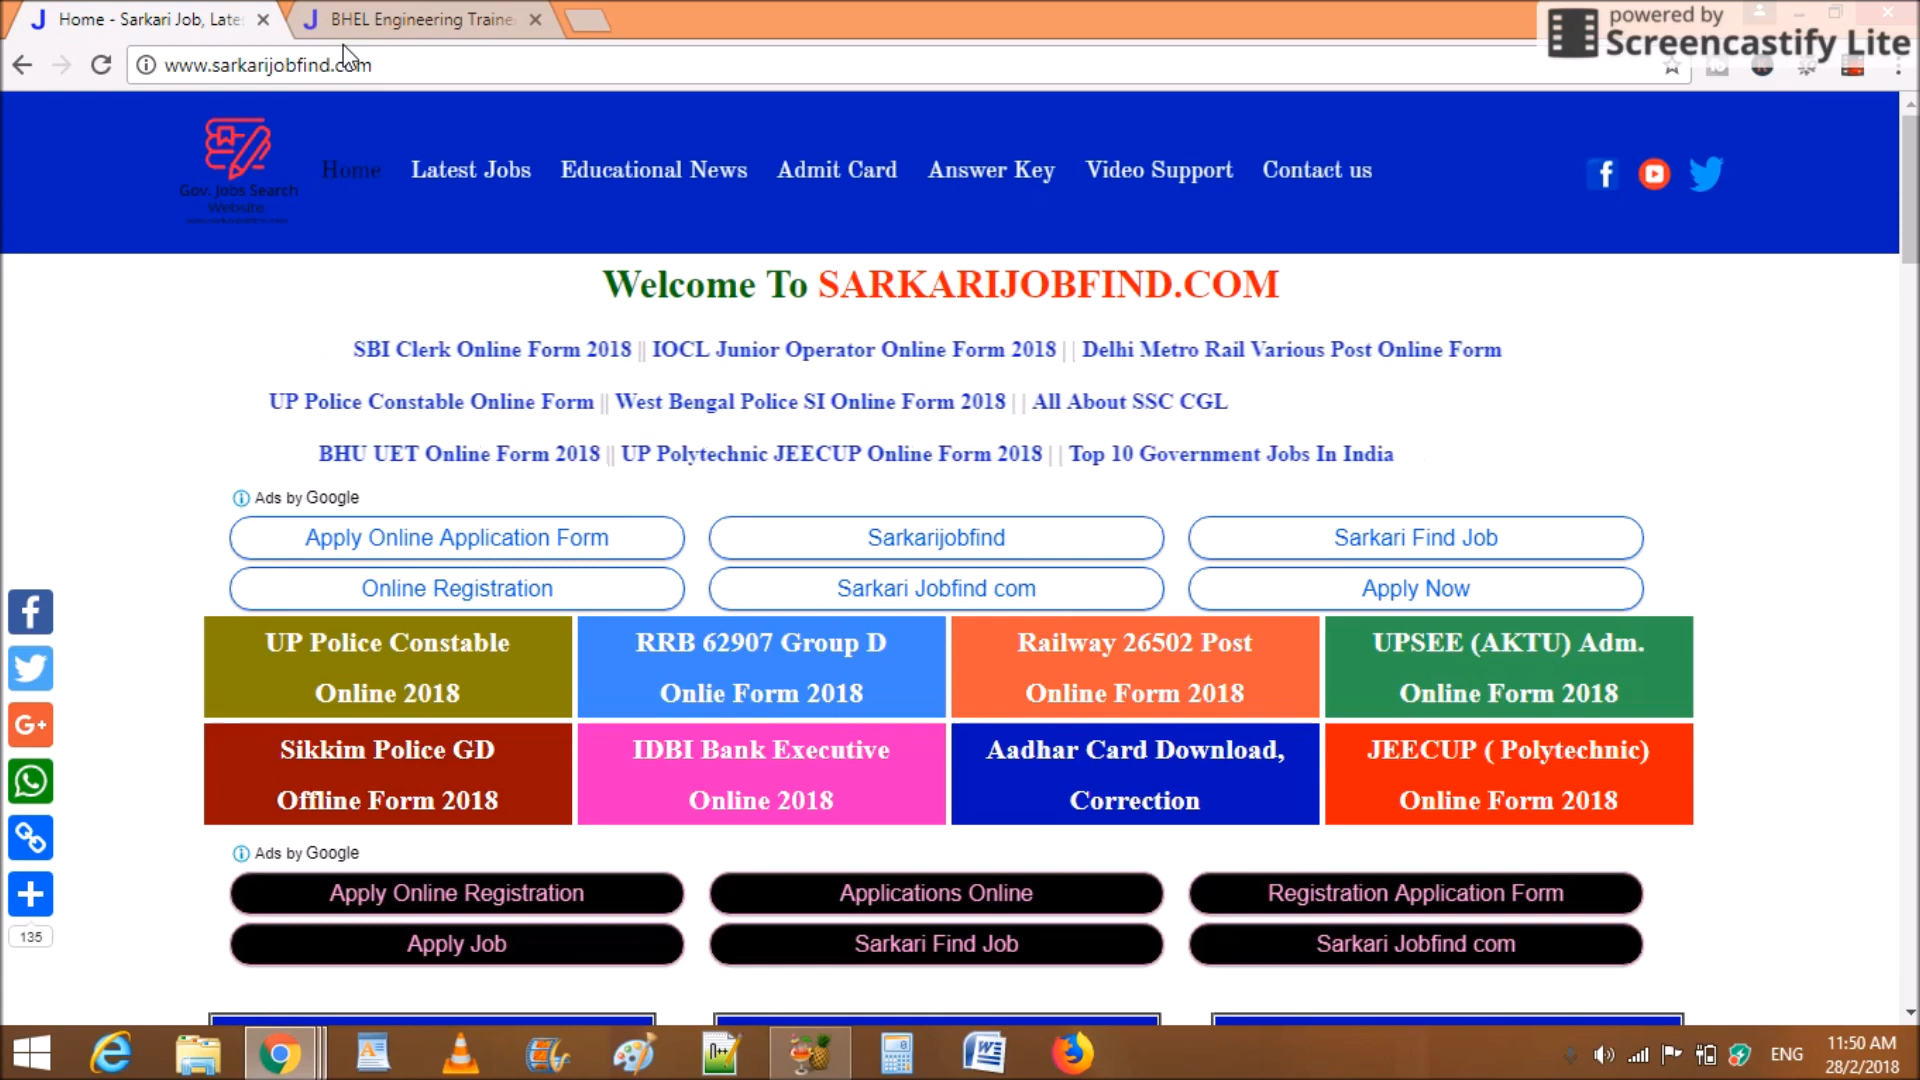 Home - Sarkari Job, Late
BHEL Engineering Traine
powered by
Screencastify Lite
www.sarkarijobfind.com
Gov. Jobs Search
Website
Home
Latest Jobs
Educational News
Admit Card
Answer Key
Video Support
Contact us
Welcome To SARKARIJOBFIND.COM
SBI Clerk Online Form 2018 || IOCL Junior Operator Online Form 2018 || Delhi Metro Rail Various Post Online Form
UP Police Constable Online Form || West Bengal Police SI Online Form 2018 || All About SSC CGL
BHU UET Online Form 2018 || UP Polytechnic JEECUP Online Form 2018 || Top 10 Government Jobs In India
Ads by Google
Apply Online Application Form
Sarkarijobfind
Sarkari Find Job
Online Registration
Sarkari Jobfind com
Apply Now
UP Police Constable
Online 2018
RRB 62907 Group D
Onlie Form 2018
Railway 26502 Post
Online Form 2018
UPSEE (AKTU) Adm.
Online Form 2018
Sikkim Police GD
Offline Form 2018
IDBI Bank Executive
Online 2018
Aadhar Card Download,
Correction
JEECUP ( Polytechnic)
Online Form 2018
Ads by Google
Apply Online Registration
Applications Online
Registration Application Form
Apply Job
Sarkari Find Job
Sarkari Jobfind com
135
ENG
11:50 AM
28/2/2018